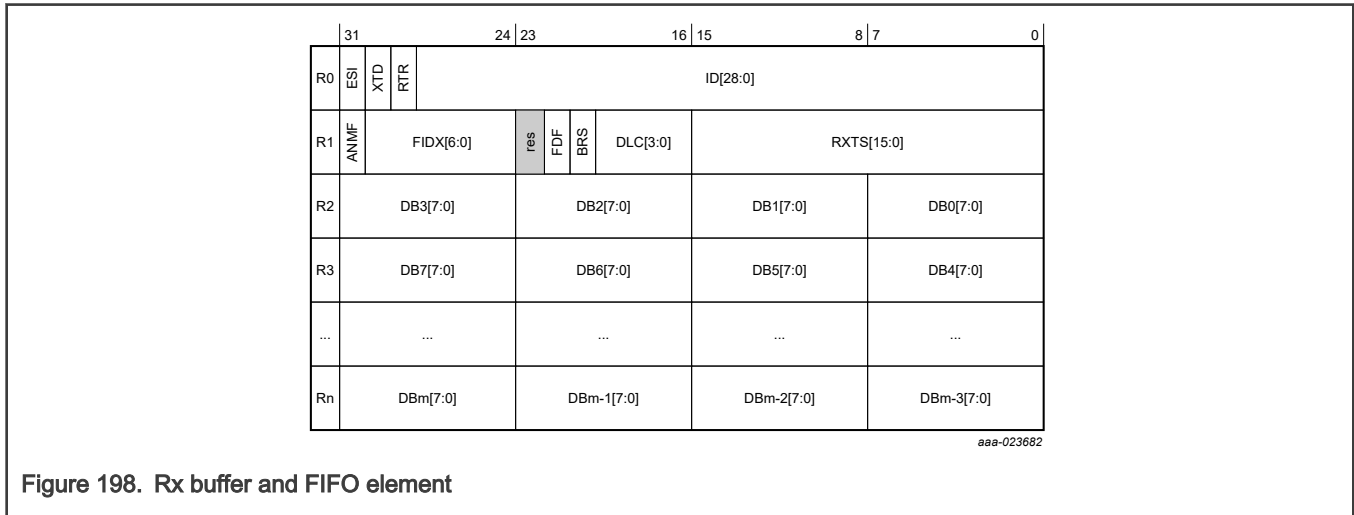 31 24 23 16 15 8 7 0
R0 ESI XTD RTR ID[28:0]
R1 ANMF FIDX[6:0] res FDF BRS DLC[3:0] RXTS[15:0]
R2 DB3[7:0] DB2[7:0] DB1[7:0] DB0[7:0]
R3 DB7[7:0] DB6[7:0] DB5[7:0] DB4[7:0]
... ... ... ... ...
Rn DBm[7:0] DBm-1[7:0] DBm-2[7:0] DBm-3[7:0]
aaa-023682
Figure 198. Rx buffer and FIFO element